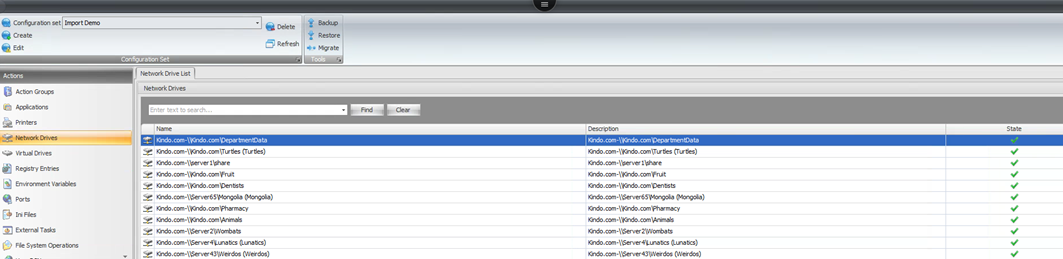 Configuration set Import Demo Delete Backup
Create Restore
Edit Refresh Migrate
Configuration Set Tools
Actions Network Drive List
Action Groups Network Drives
Applications Enter text to search... Find Clear
Printers Name Description State
Network Drives Kindo.com-\\Kindo.com\DepartmentData Kindo.com-\\Kindo.com\DepartmentData
Virtual Drives Kindo.com-\\Kindo.com\Turtles (Turtles) Kindo.com-\\Kindo.com\Turtles (Turtles)
Registry Entries Kindo.com-\\server1\share Kindo.com-\\server1\share
Kindo.com-\\Kindo.com\Fruit Kindo.com-\\Kindo.com\Fruit
Environment Variables Kindo.com-\\Kindo.com\Dentists Kindo.com-\\Kindo.com\Dentists
Ports Kindo.com-\\Server65\Mongolia (Mongolia) Kindo.com-\\Server65\Mongolia (Mongolia)
Ini Files Kindo.com-\\Kindo.com\Pharmacy Kindo.com-\\Kindo.com\Pharmacy
Kindo.com-\\Kindo.com\Animals Kindo.com-\\Kindo.com\Animals
External Tasks Kindo.com-\\Server2\Wombats Kindo.com-\\Server2\Wombats
File System Operations Kindo.com-\\Server4\Lunatics (Lunatics) Kindo.com-\\Server4\Lunatics (Lunatics)
Kindo.com-\\Server43\Weirdos (Weirdos) Kindo.com-\\Server43\Weirdos (Weirdos)